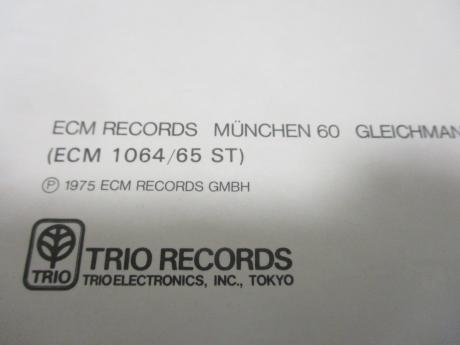 ECM RECORDS MÜNCHEN 60 GLEICHMAN
(ECM 1064/65 ST)
Ⓟ 1975 ECM RECORDS GMBH
TRIO
TRIO RECORDS
TRIO ELECTRONICS, INC., TOKYO